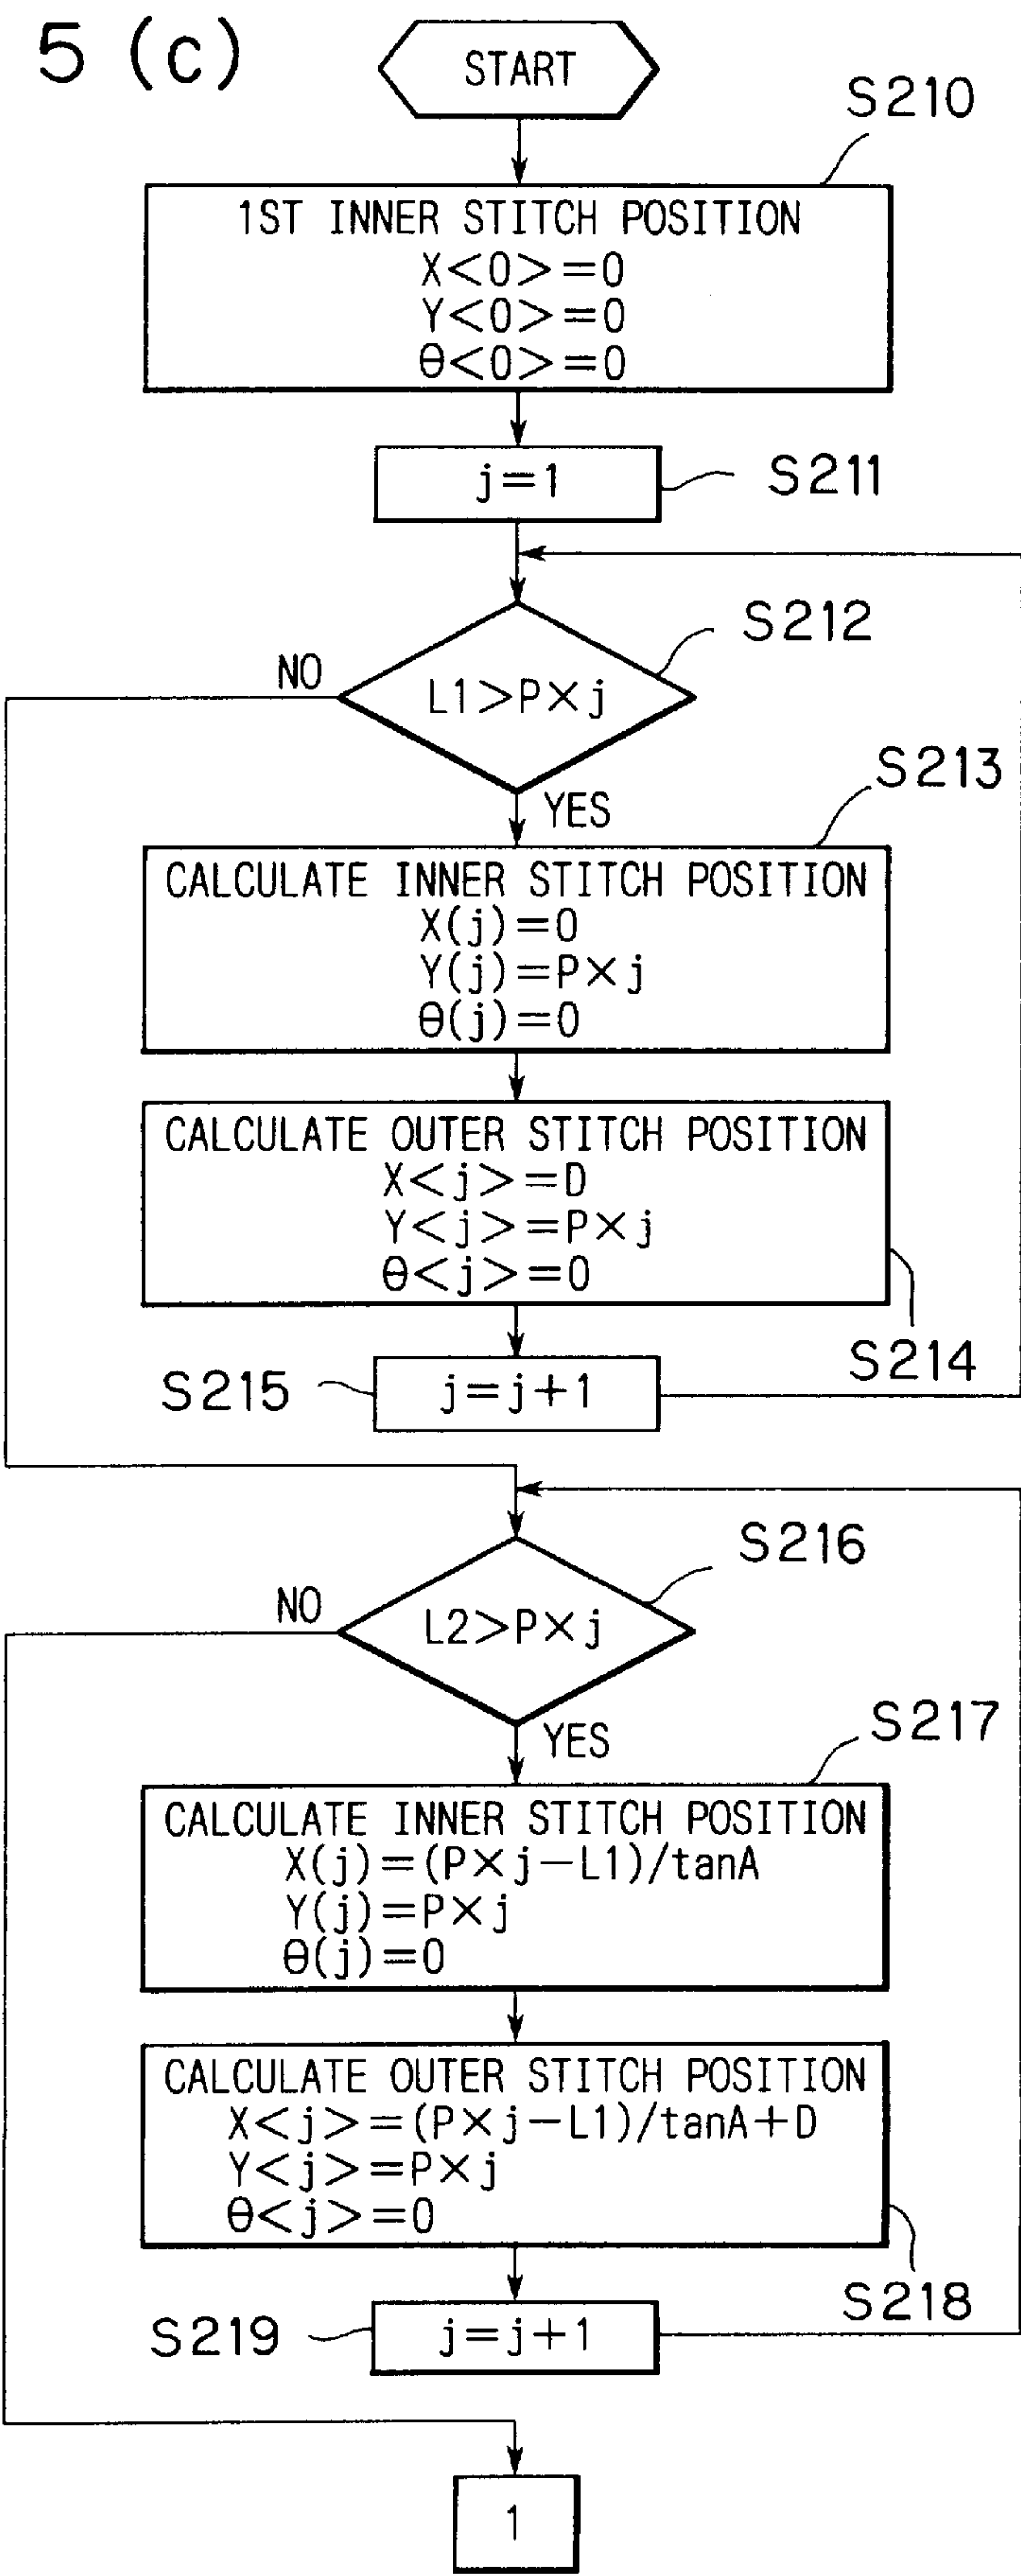 5 (c)
START
S210
1ST INNER STITCH POSITION
X<0>=0
Y<0>=0
θ<0>=0
j=1
S211
S212
NO
L1>P×j
S213
YES
CALCULATE INNER STITCH POSITION
X(j)=0
Y(j)=P×j
θ(j)=0
CALCULATE OUTER STITCH POSITION
X<j>=D
Y<j>=P×j
θ<j>=0
S214
S215
j=j+1
S216
NO
L2>P×j
S217
YES
CALCULATE INNER STITCH POSITION
X(j)=(P×j-L1)/tanA
Y(j)=P×j
θ(j)=0
CALCULATE OUTER STITCH POSITION
X<j>=(P×j-L1)/tanA+D
Y<j>=P×j
θ<j>=0
S218
S219
j=j+1
1